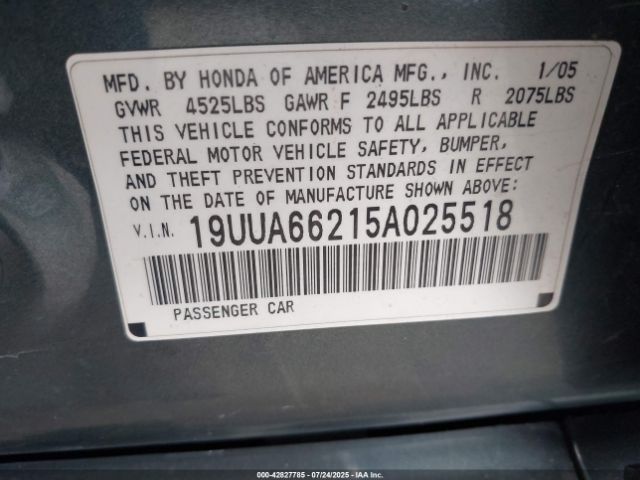 MFD. BY HONDA OF AMERICA MFG., INC. 1/05
GVWR 4525LBS GAWR F 2495LBS R 2075LBS
THIS VEHICLE CONFORMS TO ALL APPLICABLE
FEDERAL MOTOR VEHICLE SAFETY, BUMPER,
AND THEFT PREVENTION STANDARDS IN EFFECT
ON THE DATE OF MANUFACTURE SHOWN ABOVE:
V.I.N. 19UUA66215A025518
PASSENGER CAR
000-42827785 - 07/24/2025 - IAA Inc.